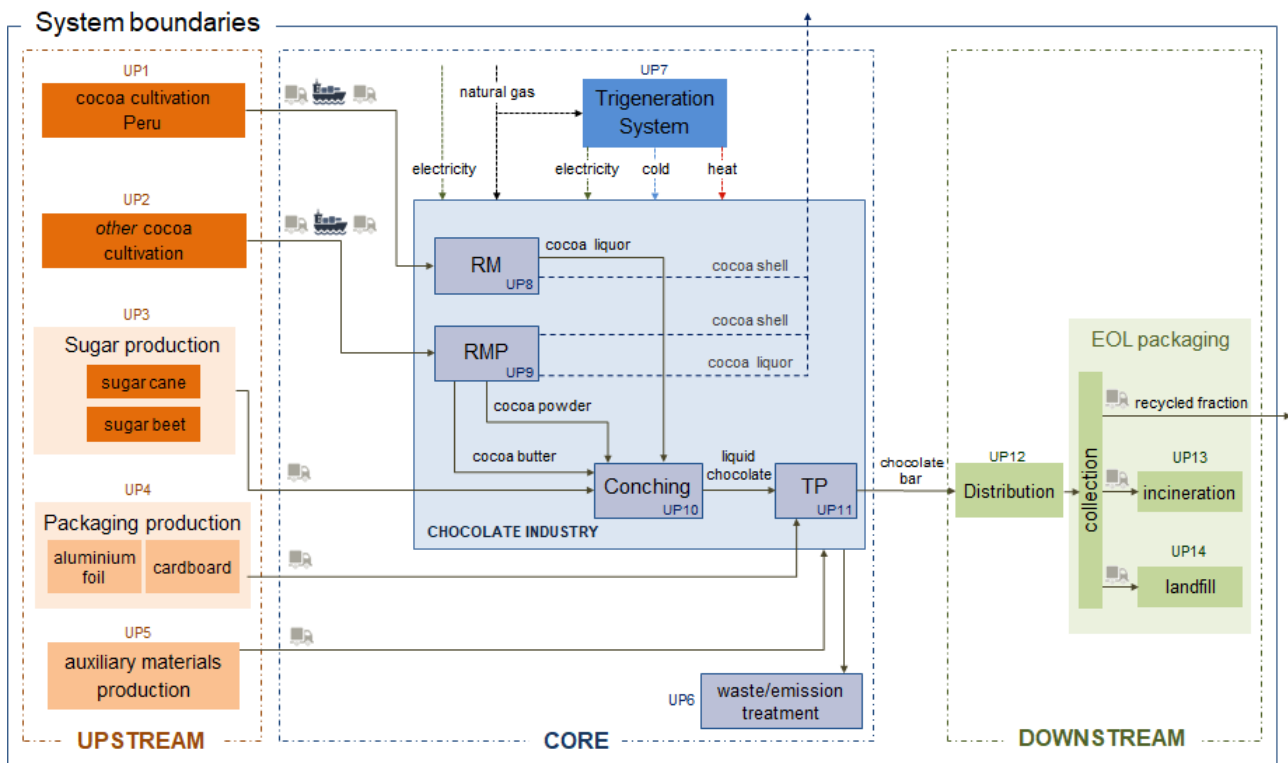 System boundaries
UP1
cocoa cultivation
Peru
UP2
other cocoa
cultivation
UP3
Sugar production
sugar cane
sugar beet
UP4
Packaging production
aluminium
foil
cardboard
UP5
auxiliary materials
production
UPSTREAM
natural gas
UP7
Trigeneration
System
electricity
electricity
cold
heat
RM
UP8
cocoa liquor
cocoa shell
RMP
UP9
cocoa shell
cocoa liquor
cocoa powder
cocoa butter
Conching
UP10
liquid
chocolate
TP
UP11
CHOCOLATE INDUSTRY
UP6
waste/emission
treatment
CORE
chocolate
bar
UP12
Distribution
EOL packaging
collection
recycled fraction
UP13
incineration
UP14
landfill
DOWNSTREAM